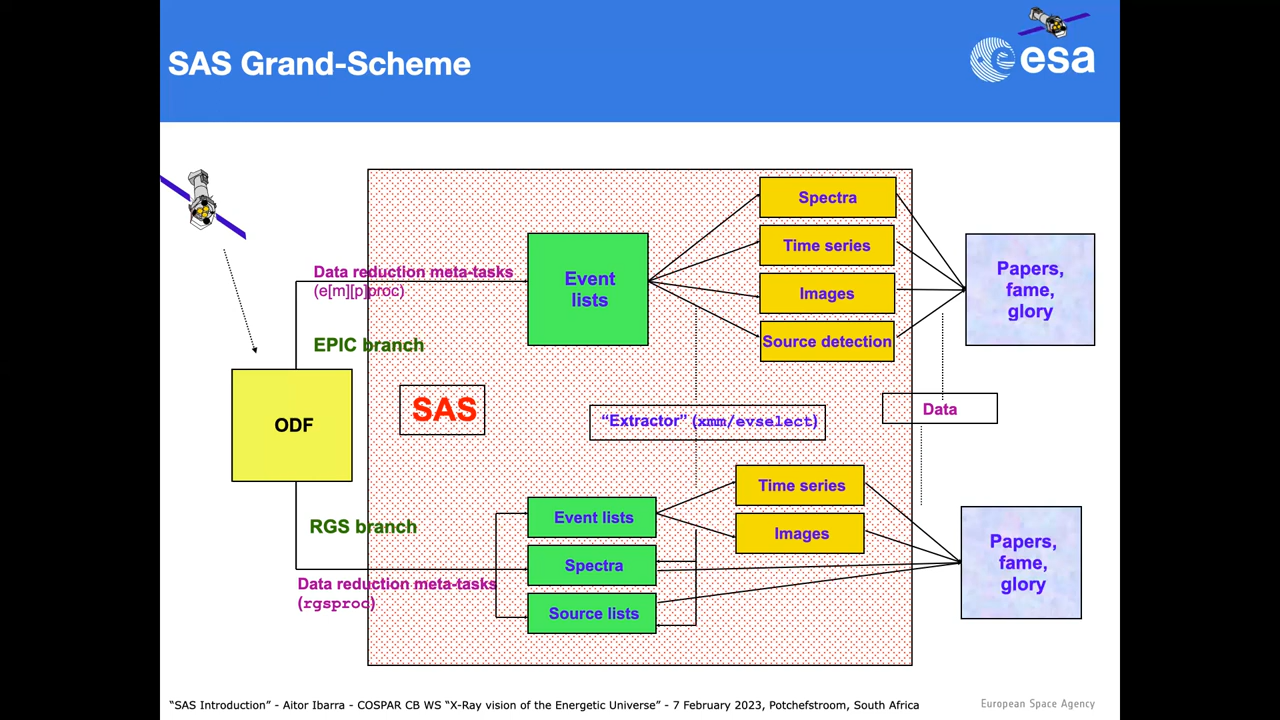 SAS Grand-Scheme
esa
Spectra
Time series
Images
Source detection
Event
lists
Data reduction meta-tasks
(e[m][p]proc)
EPIC branch
Papers,
fame,
glory
ODF
SAS
“Extractor” (xmm/evselect)
Data
RGS branch
Data reduction meta-tasks
(rgsproc)
Event lists
Spectra
Source lists
Time series
Images
Papers,
fame,
glory
“SAS Introduction” - Aitor Ibarra - COSPAR CB WS “X-Ray vision of the Energetic Universe” - 7 February 2023, Potchefstroom, South Africa
European Space Agency